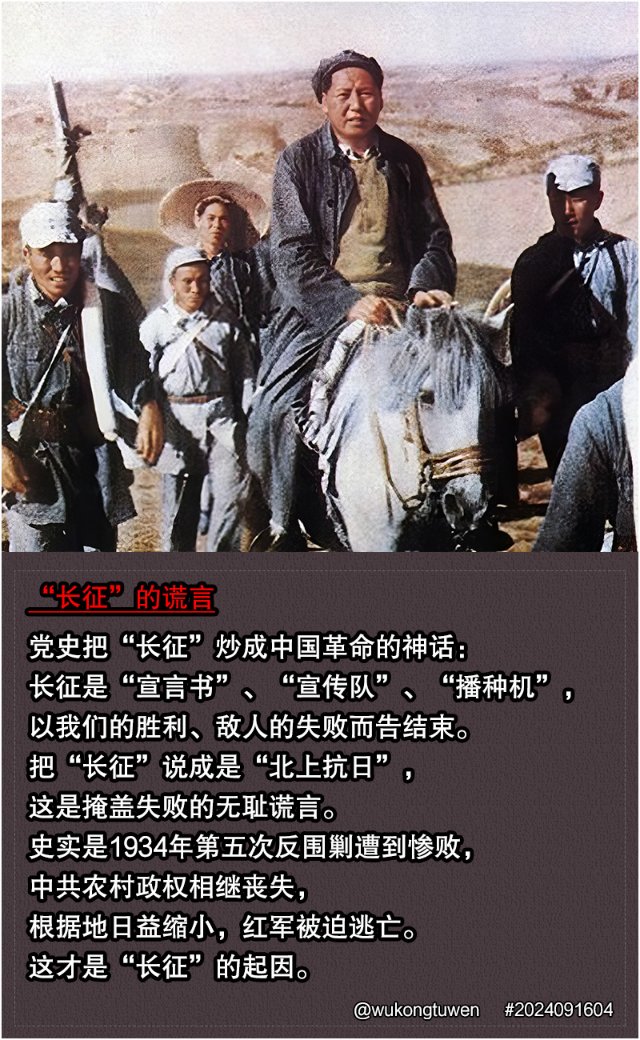 “长征”的谎言
党史把“长征”炒成中国革命的神话：
长征是“宣言书”、“宣传队”、“播种机”，
以我们的胜利、敌人的失败而告结束。
把“长征”说成是“北上抗日”，
这是掩盖失败的无耻谎言。
史实是1934年第五次反围剿遭到惨败，
中共农村政权相继丧失，
根据地日益缩小，红军被迫逃亡。
这才是“长征”的起因。
@wukongtuwen #2024091604